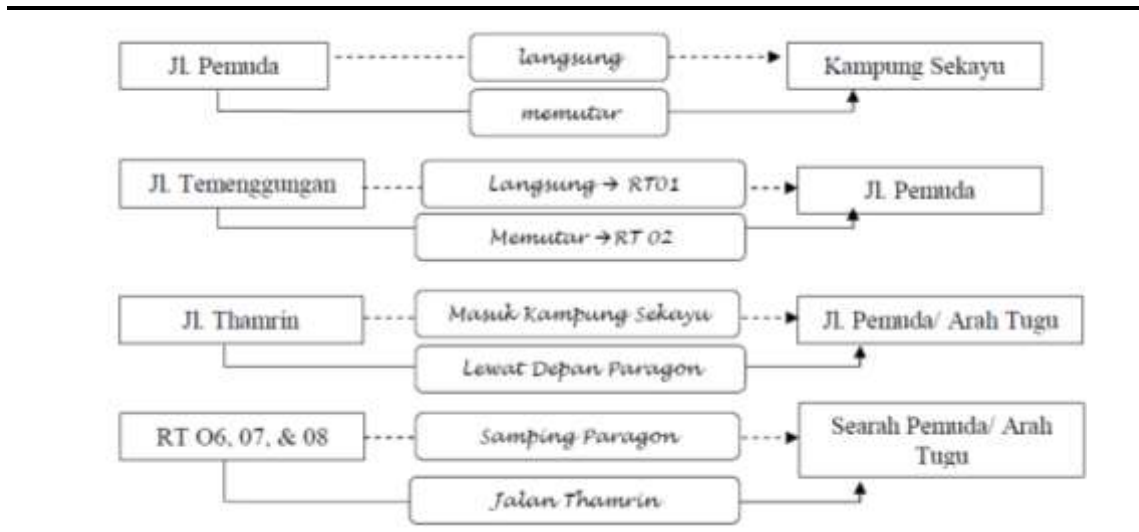 Jl. Pemuda
langsung
Kampung Sekayu
memutar
Jl. Temenggungan
Langsung → RT01
Jl. Pemuda
Memutar → RT 02
Jl. Thamrin
Masuk Kampung Sekayu
Jl. Pemuda/ Arah Tugu
Lewat Depan Paragon
RT O6, 07, & 08
Samping Paragon
Searah Pemuda/ Arah
Tugu
Jalan Thamrin